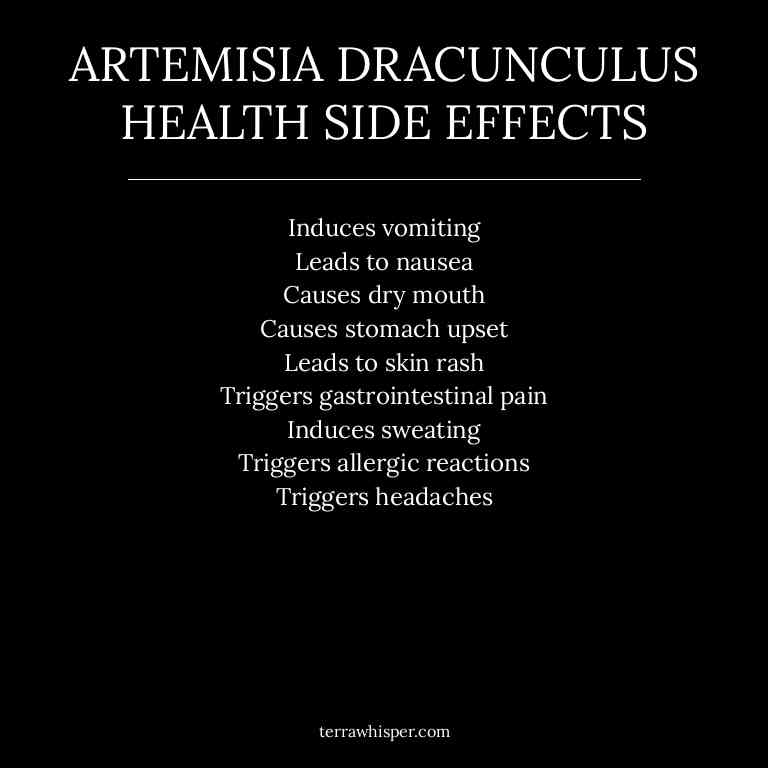 ARTEMISIA DRACUNCULUS
HEALTH SIDE EFFECTS
Induces vomiting
Leads to nausea
Causes dry mouth
Causes stomach upset
Leads to skin rash
Triggers gastrointestinal pain
Induces sweating
Triggers allergic reactions
Triggers headaches
terrawhisper.com